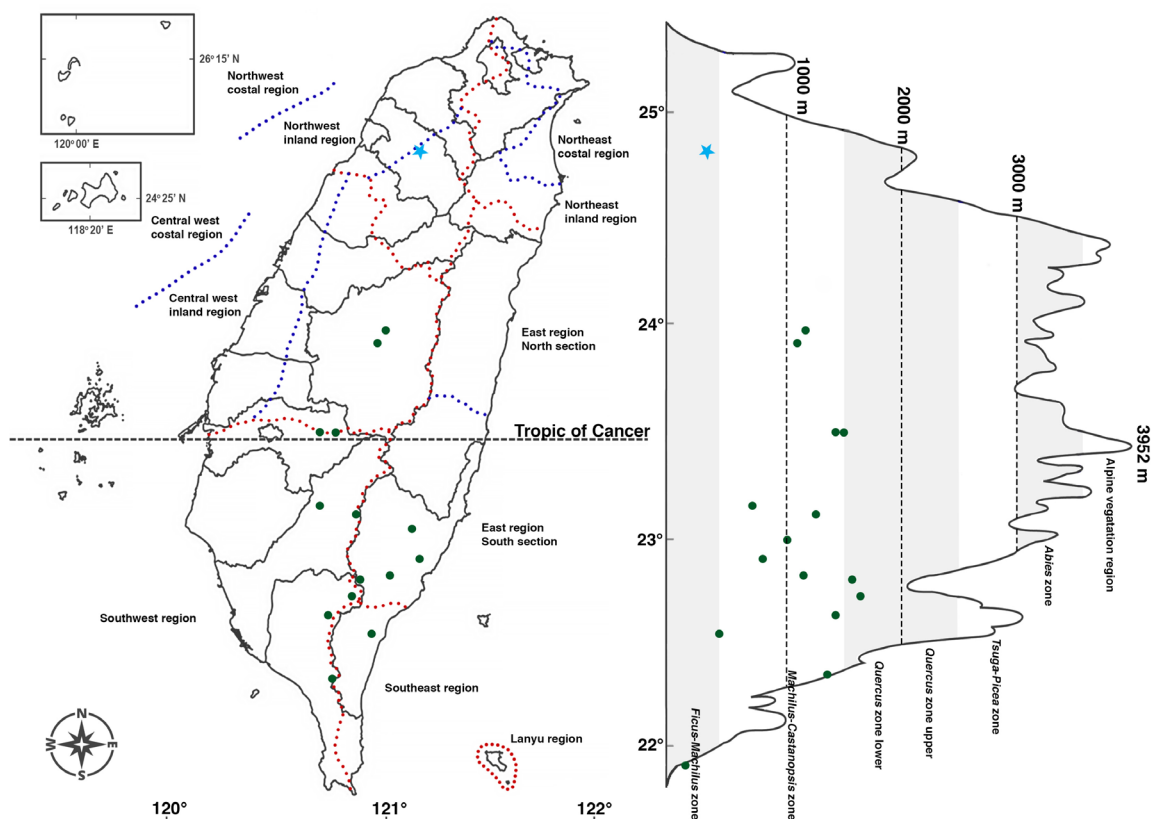 26°15' N
120°00' E
24°25' N
118°20' E
Northwest
costal region
Northwest
inland region
Northeast
costal region
Northeast
inland region
Central west
costal region
Central west
inland region
East region
North section
Tropic of Cancer
East region
South section
Southwest region
Southeast region
Lanyu region
N
E
S
W
120°
121°
122°
25°
24°
23°
22°
1000 m
2000 m
3000 m
3952 m
Ficus-Machilus zone
Machilus-Castanopsis zone
Quercus zone lower
Quercus zone upper
Tsuga-Picea zone
Abies zone
Alpine vegatation region